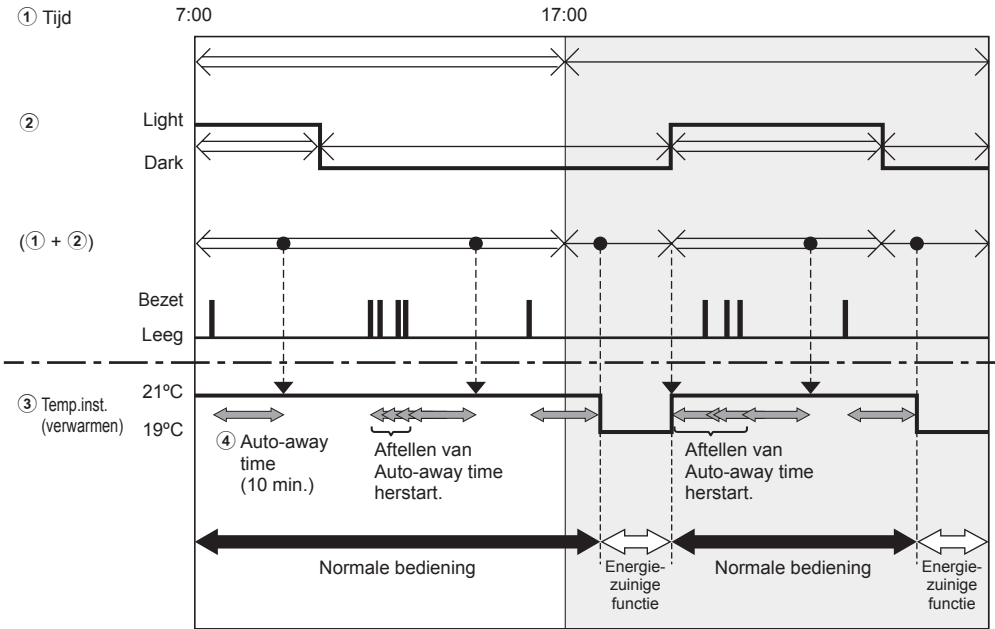 ① Tijd 7:00 17:00
② Light
Dark
(① + ②)
Bezet
Leeg
③ Temp.inst.
(verwarmen)
21ºC
19ºC
④ Auto-away
time
(10 min.)
Aftellen van
Auto-away time
herstart.
Aftellen van
Auto-away time
herstart.
Normale bediening
Energie-
zuinige
functie
Normale bediening
Energie-
zuinige
functie